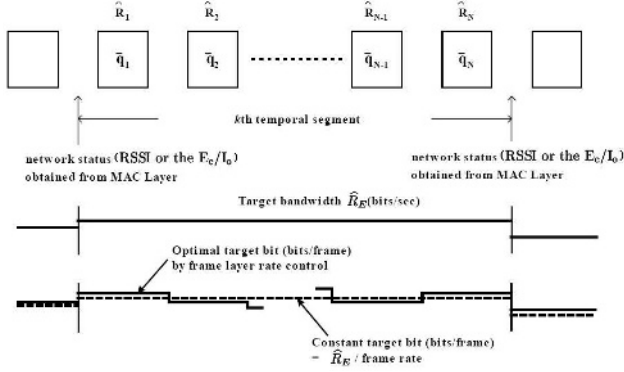 R̂₁ R̂₂ R̂N-1 R̂N
q̄₁ q̄₂ q̄N-1 q̄N
kth temporal segment
network status (RSSI or the Ec/Io)
obtained from MAC Layer
network status (RSSI or the Ec/Io)
obtained from MAC Layer
Target bandwidth R̂E(bits/sec)
Optimal target bit (bits/frame)
by frame layer rate control
Constant target bit (bits/frame)
= R̂E / frame rate